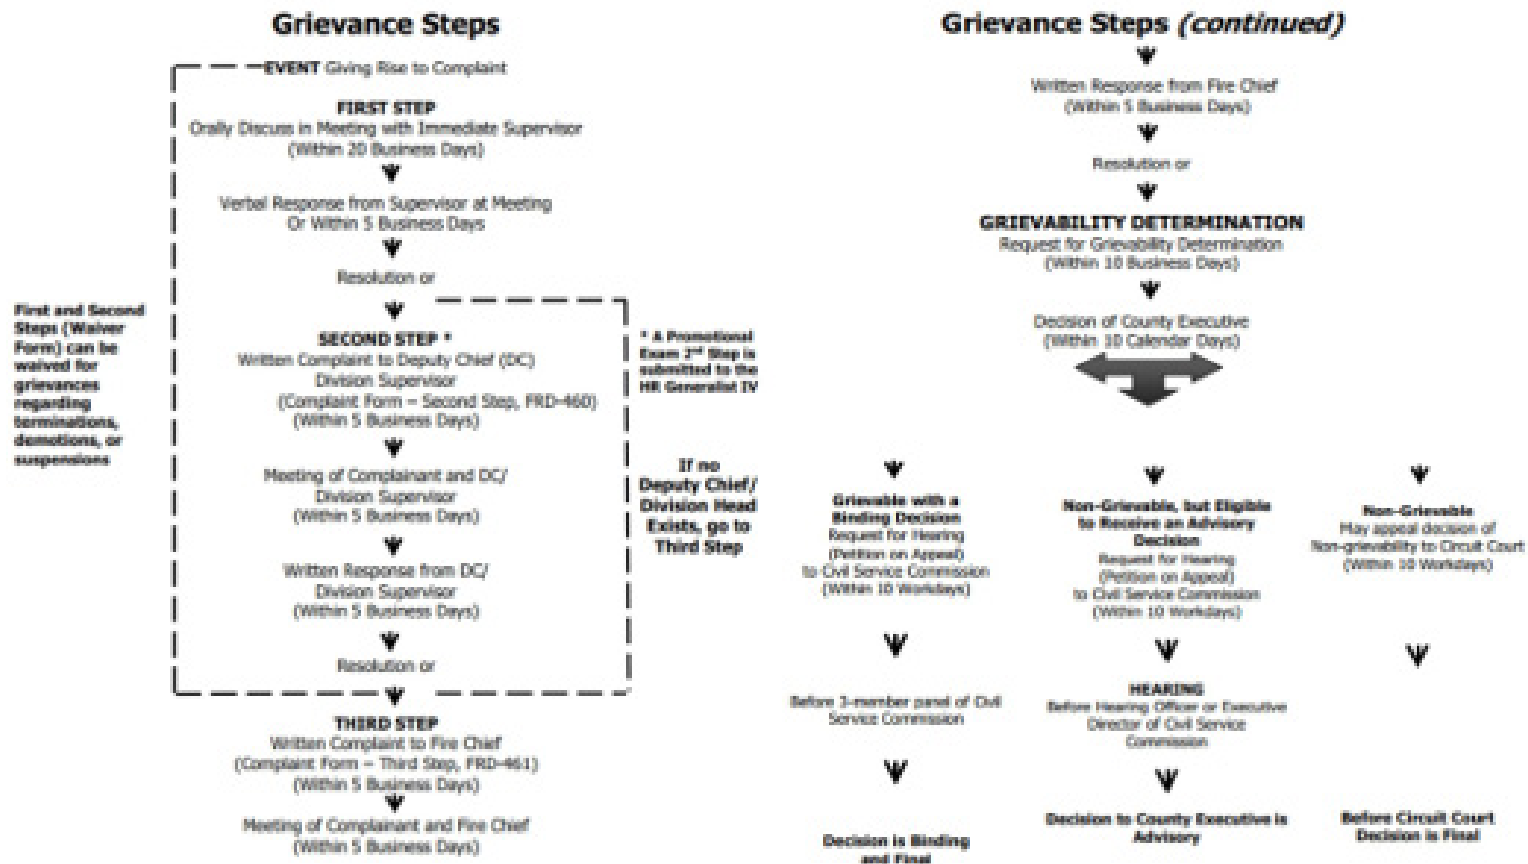 Grievance Steps
EVENT Giving Rise to Complaint
FIRST STEP
Orally Discuss in Meeting with Immediate Supervisor
(Within 20 Business Days)
Verbal Response from Supervisor at Meeting
Or Within 5 Business Days
Resolution or
First and Second
Steps (Waiver
Form) can be
waived for
grievances
regarding
terminations,
demotions, or
suspensions
SECOND STEP *
Written Complaint to Deputy Chief (DC)
Division Supervisor
(Complaint Form – Second Step, FRD-460)
(Within 5 Business Days)
* A Promotional
Exam 2nd Step is
submitted to the
HR Generalist IV
Meeting of Complainant and DC/
Division Supervisor
(Within 5 Business Days)
If no
Deputy Chief/
Division Head
Exists, go to
Third Step
Written Response from DC/
Division Supervisor
(Within 5 Business Days)
Resolution or
THIRD STEP
Written Complaint to Fire Chief
(Complaint Form – Third Step, FRD-461)
(Within 5 Business Days)
Meeting of Complainant and Fire Chief
(Within 5 Business Days)
Grievance Steps (continued)
Written Response from Fire Chief
(Within 5 Business Days)
Resolution or
GRIEVABILITY DETERMINATION
Request for Grievability Determination
(Within 10 Business Days)
Decision of County Executive
(Within 10 Calendar Days)
Grievable with a
Binding Decision
Request for Hearing
(Petition on Appeal)
to Civil Service Commission
(Within 10 Workdays)
Before 3-member panel of Civil
Service Commission
Decision is Binding
and Final
Non-Grievable, but Eligible
to Receive an Advisory
Decision
Request for Hearing
(Petition on Appeal)
to Civil Service Commission
(Within 10 Workdays)
HEARING
Before Hearing Officer or Executive
Director of Civil Service
Commission
Decision to County Executive is
Advisory
Non-Grievable
May appeal decision of
Non-grievability to Circuit Court
(Within 10 Workdays)
Before Circuit Court
Decision is Final